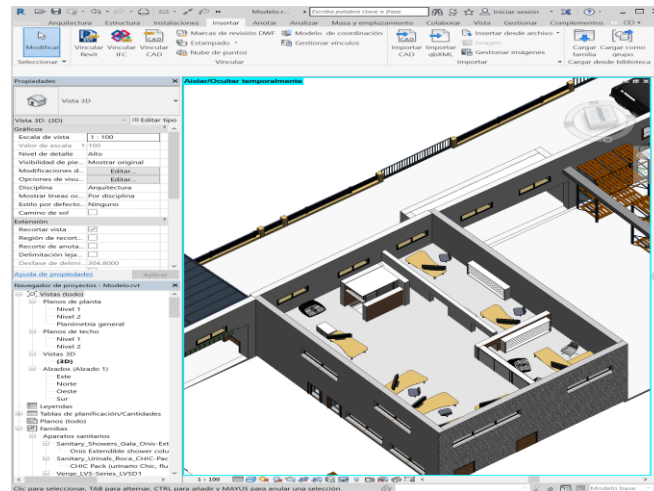 Modelo.r... Escriba palabra clave o frase Iniciar sesión
Arquitectura Estructura Instalaciones Insertar Anotar Analizar Masa y emplazamiento Colaborar Vista Gestionar Complementos
Modificar
Vincular Revit
Vincular IFC
Vincular CAD
Marcas de revisión DWF
Estampado
Nube de puntos
Modelo de coordinación
Gestionar vínculos
Importar CAD
Importar gbXML
Insertar desde archivo
Imagen
Gestionar imágenes
Cargar familia
Cargar como grupo
Seleccionar Vincular Importar Cargar desde biblioteca
Propiedades
Vista 3D
Vista 3D: {3D} Editar tipo
Gráficos
Escala de vista 1 : 100
Valor de escala 1: 100
Nivel de detalle Alto
Visibilidad de pie... Mostrar original
Modificaciones d... Editar...
Opciones de visu... Editar...
Disciplina Arquitectura
Mostrar líneas oc... Por disciplina
Estilo por defecto... Ninguno
Camino de sol
Extensión
Recortar vista
Región de recort...
Recorte de anota...
Delimitación leja...
Desfase de delimi... 304.8000
Ayuda de propiedades Aplicar
Navegador de proyectos - Modelo.rvt
Vistas (todo)
Planos de planta
Nivel 1
Nivel 2
Planimetria general
Planos de techo
Nivel 1
Nivel 2
Vistas 3D
{3D}
Alzados (Alzado 1)
Este
Norte
Oeste
Sur
Leyendas
Tablas de planificación/Cantidades
Planos (todo)
Familias
Aparatos sanitarios
Sanitary_Showers_Gala_Onis-Ext
Onis Extendible shower colu
Sanitary_Urinals_Roca_CHIC-Pac
CHIC Pack (urinario Chic, flu
Verge_LVS-Series_LVSD1
Aislar/Ocultar temporalmente
1 : 100
Clic para seleccionar, TAB para alternar, CTRL para añadir y MAYÚS para anular una selección.
: 0 Modelo base